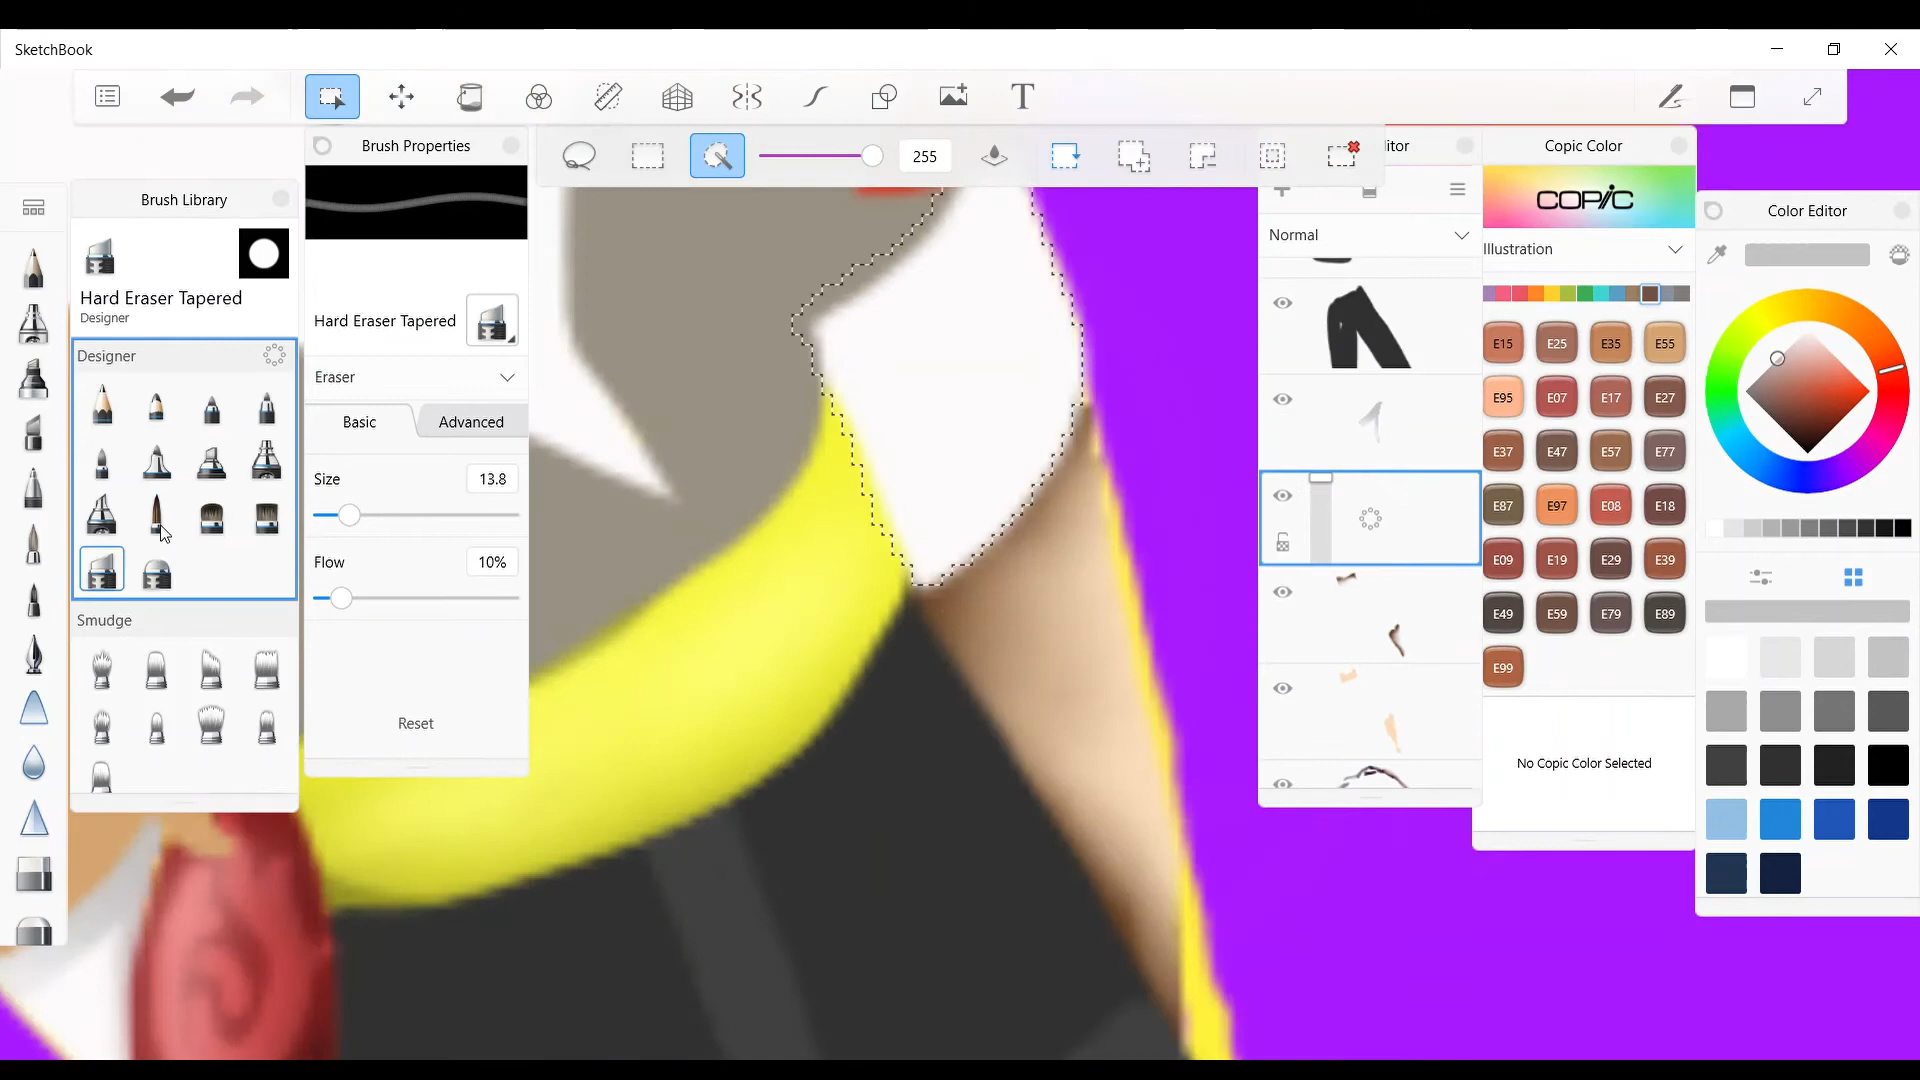 SketchBook
T
255
Brush Properties
itor
Copic Color
Brush Library
Color Editor
COPIC
Normal
Illustration
Hard Eraser Tapered
Designer
Hard Eraser Tapered
Designer
Eraser
Basic
Advanced
Size
13.8
Flow
10%
Smudge
Reset
E15
E25
E35
E55
E95
E07
E17
E27
E37
E47
E57
E77
E87
E97
E08
E18
E09
E19
E29
E39
E49
E59
E79
E89
E99
No Copic Color Selected